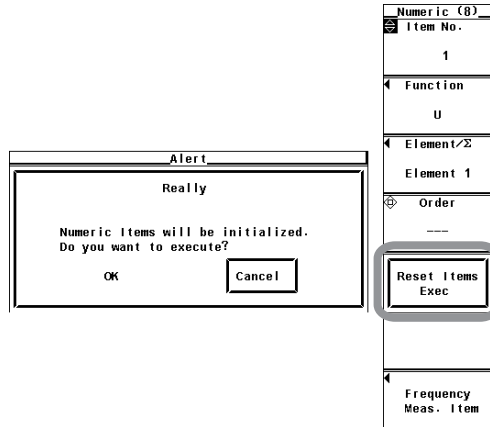 Alert
Really
Numeric Items will be initialized.
Do you want to execute?
OK
Cancel
Numeric (8)
Item No.
1
Function
U
Element/Σ
Element 1
Order
---
Reset Items
Exec
Frequency
Meas. Item